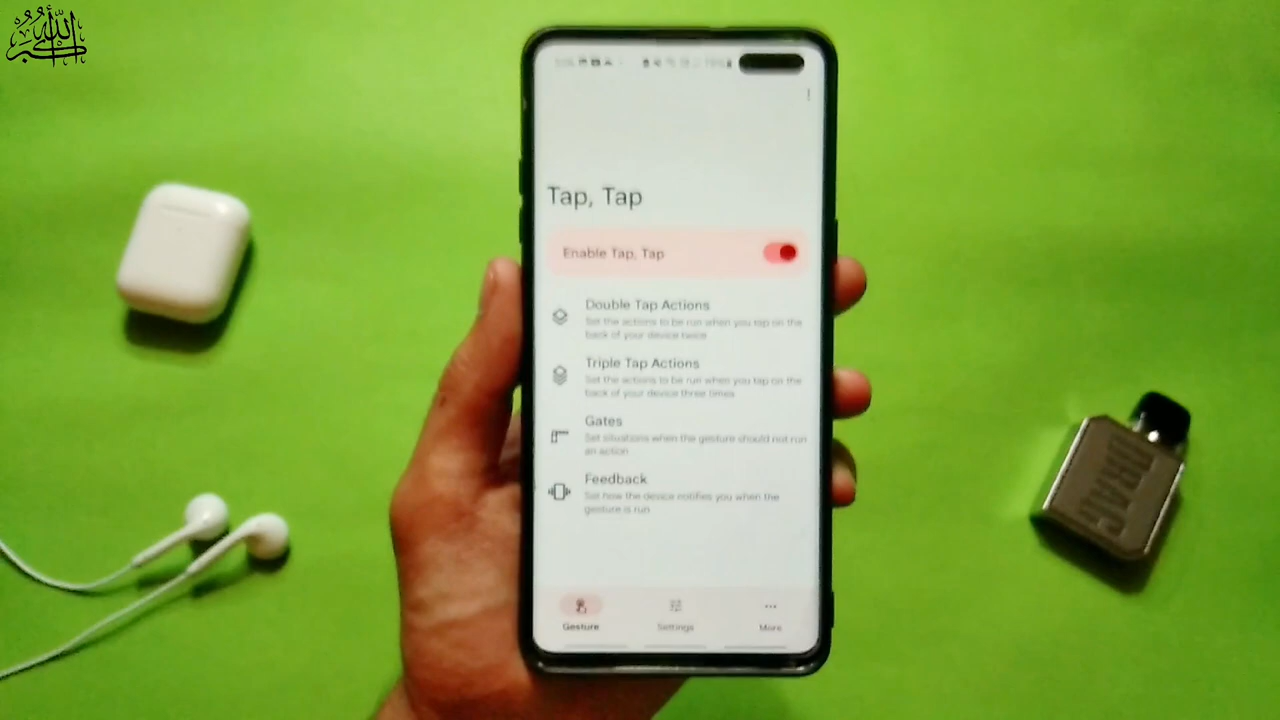 الله أكبر
Tap, Tap
Enable Tap, Tap
Double Tap Actions
Set the actions to be run when you tap on the
back of your device twice
Triple Tap Actions
Set the actions to be run when you tap on the
back of your device three times
Gates
Set situations when the gesture should not run
an action
Feedback
Set how the device notifies you when the
gesture is run
Gesture
Settings
More
DRAG